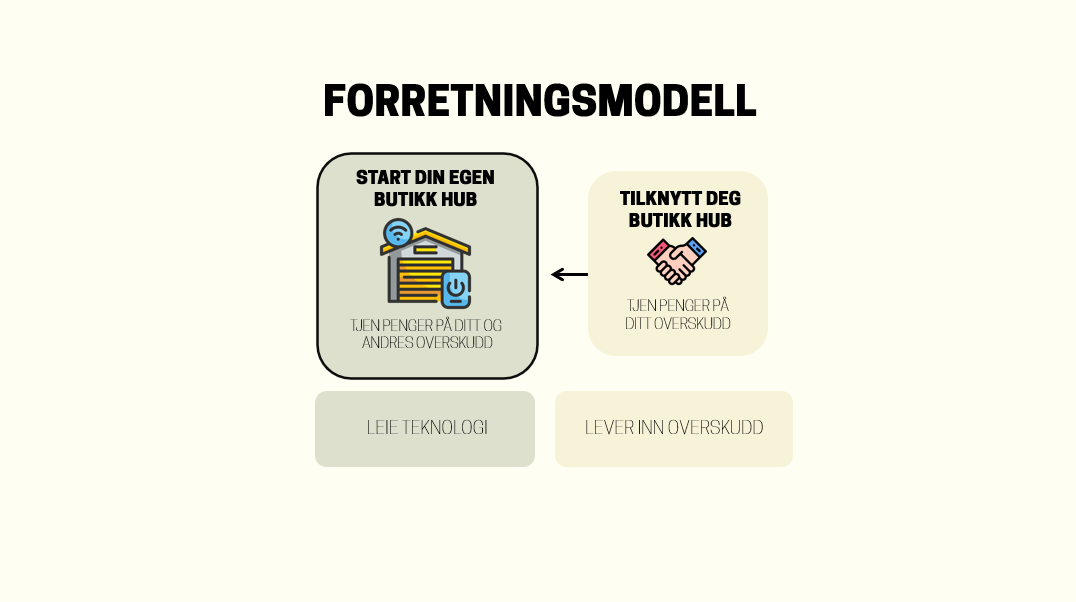 FORRETNINGSMODELL
START DIN EGEN
BUTIKK HUB
TJEN PENGER PÅ DITT OG
ANDRES OVERSKUDD
TILKNYTT DEG
BUTIKK HUB
TJEN PENGER PÅ
DITT OVERSKUDD
LEIE TEKNOLOGI
LEVER INN OVERSKUDD